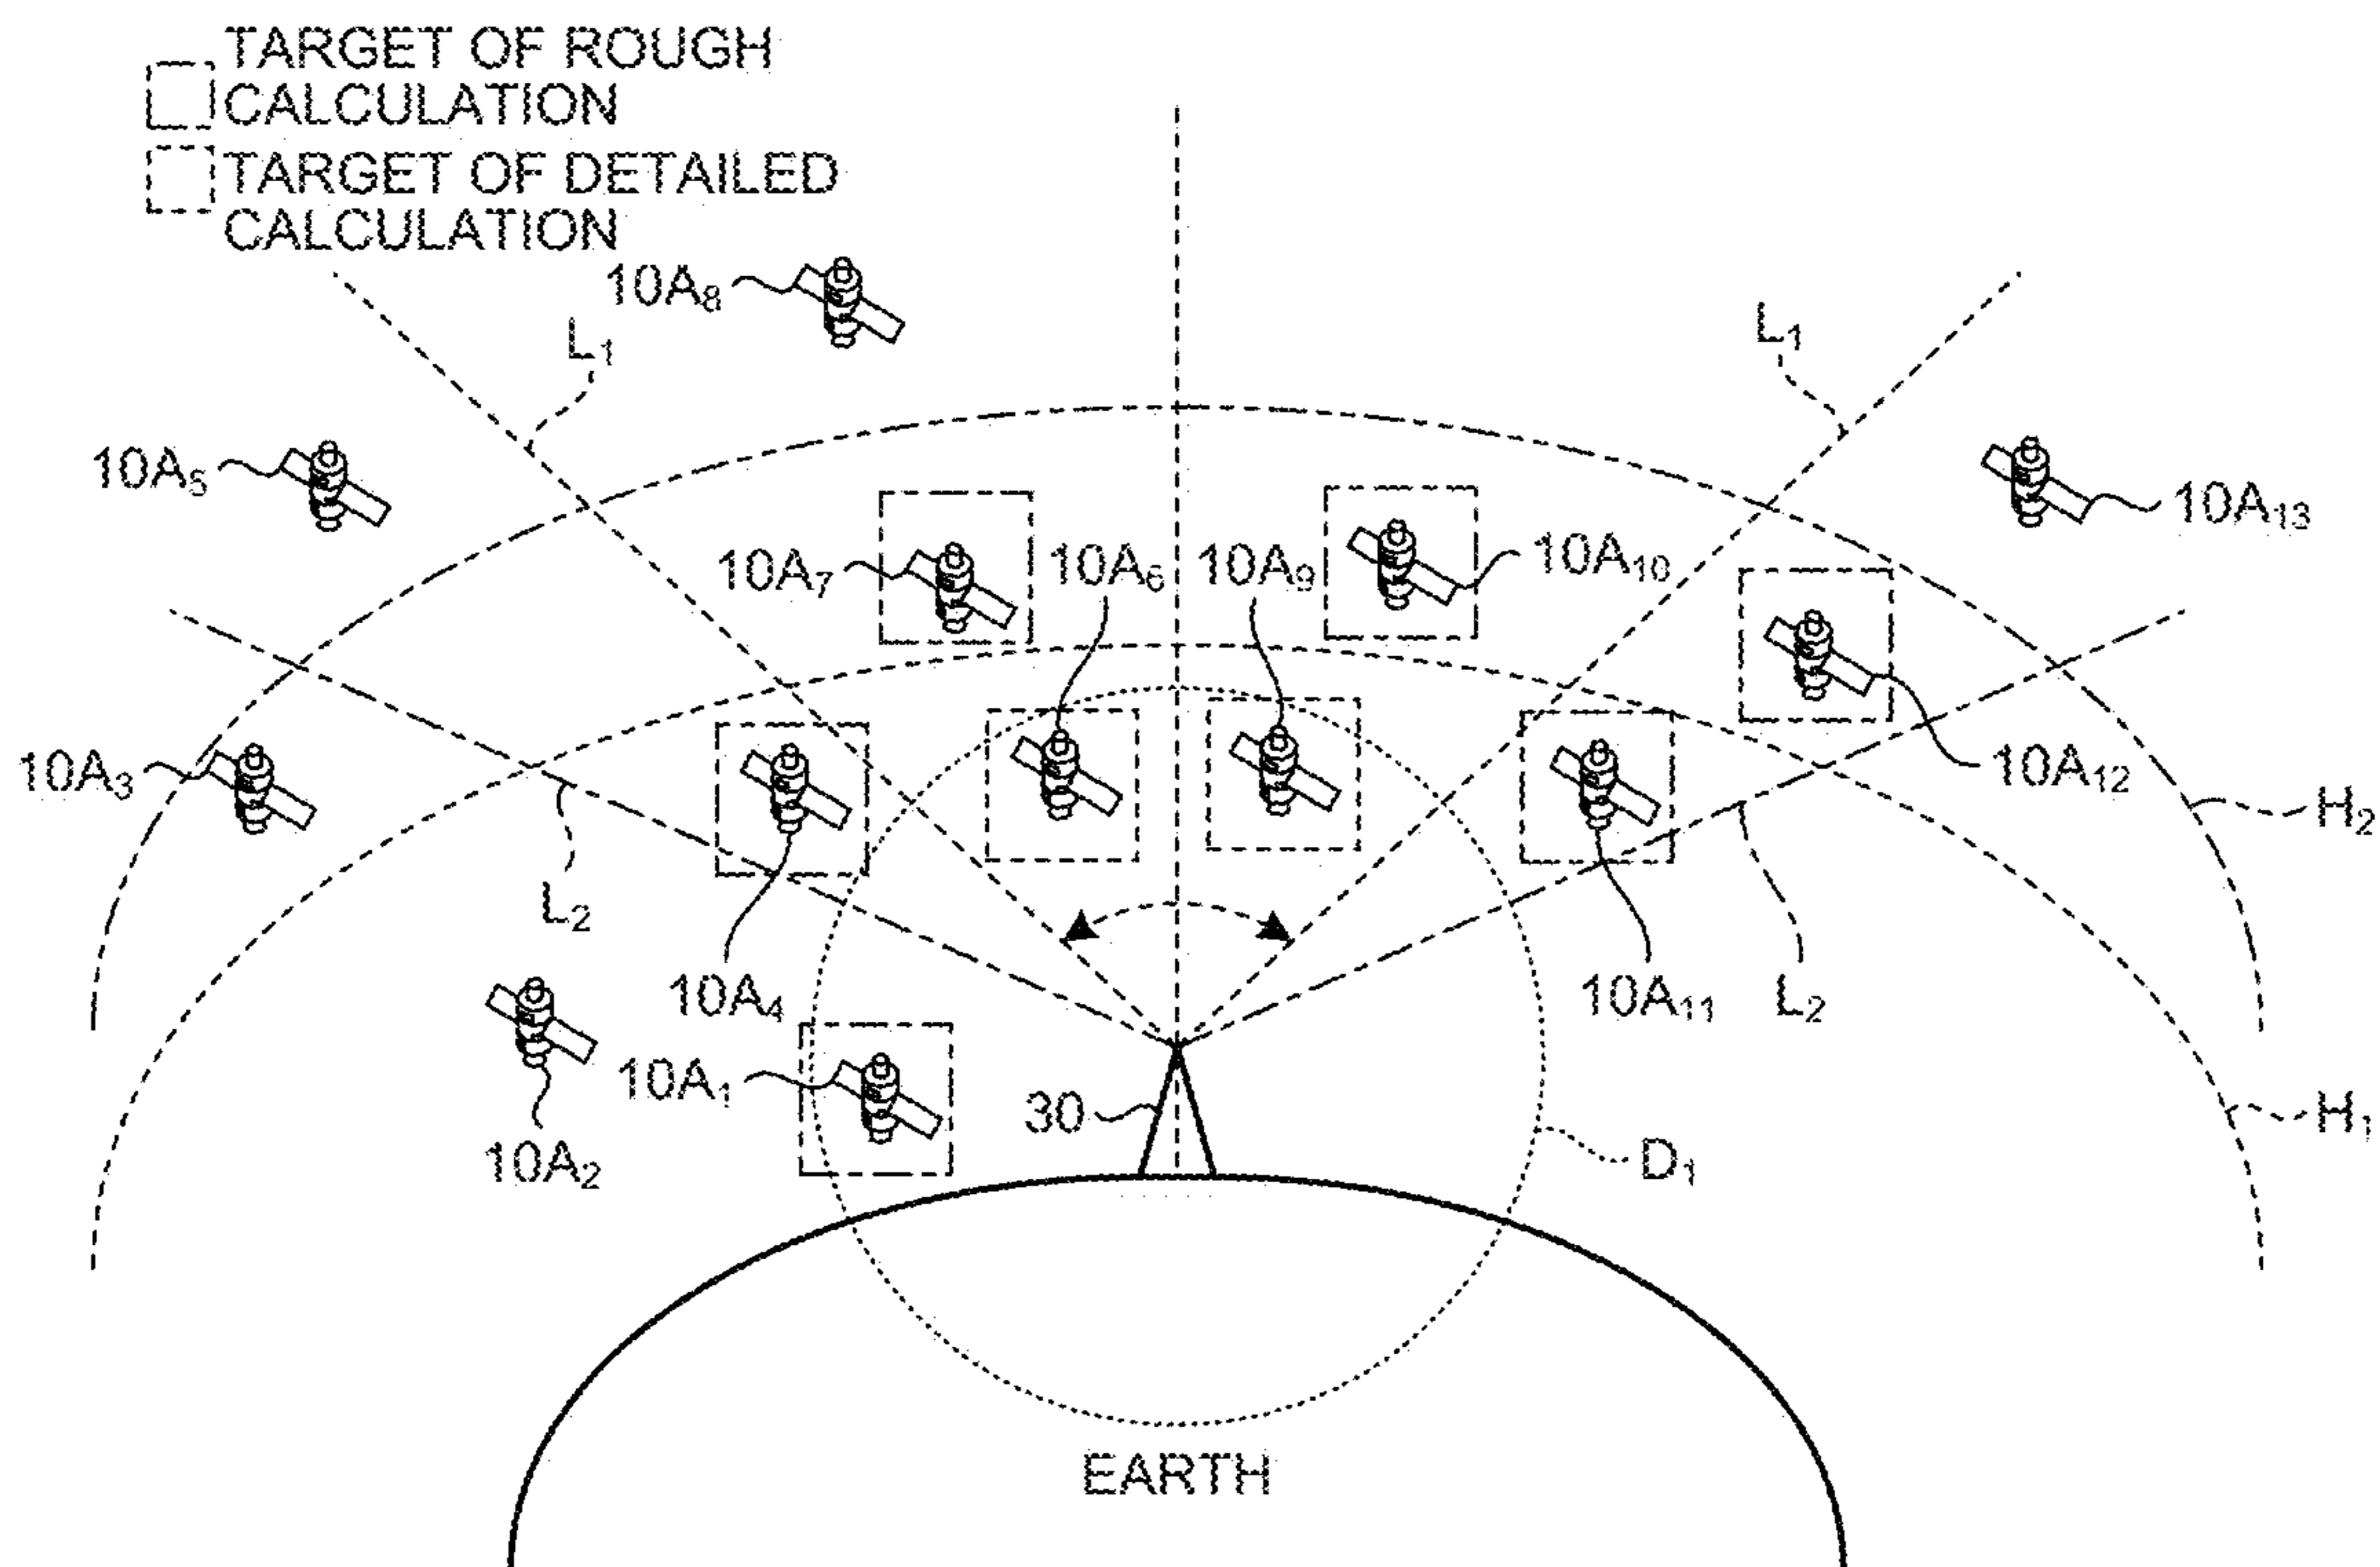 TARGET OF ROUGH
CALCULATION
TARGET OF DETAILED
CALCULATION
10A₈
L₁
L₁
10A₅
10A₁₃
10A₇
10A₆
10A₉
10A₁₀
10A₃
10A₁₂
H₂
L₂
10A₄
10A₁₁
L₂
10A₁
30
H₁
10A₂
D₁
EARTH